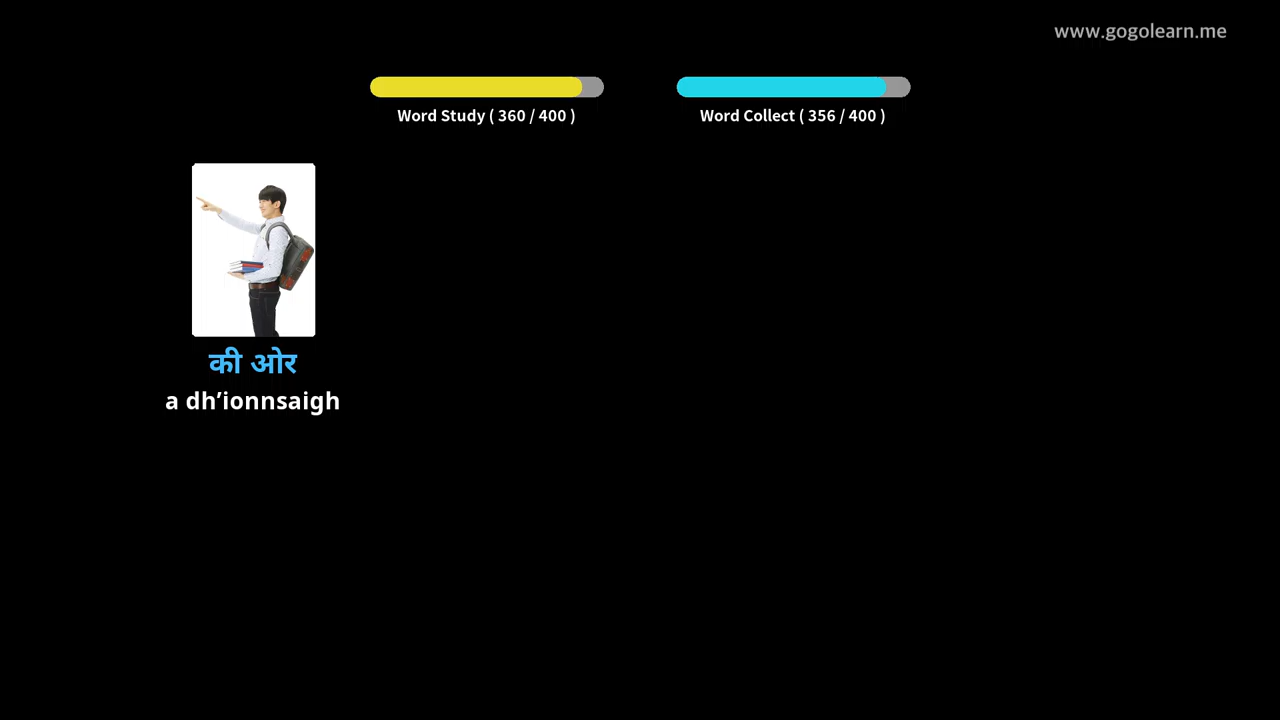 www.gogolearn.me
Word Study ( 360 / 400 )
Word Collect ( 356 / 400 )
की ओर
a dh’ionnsaigh